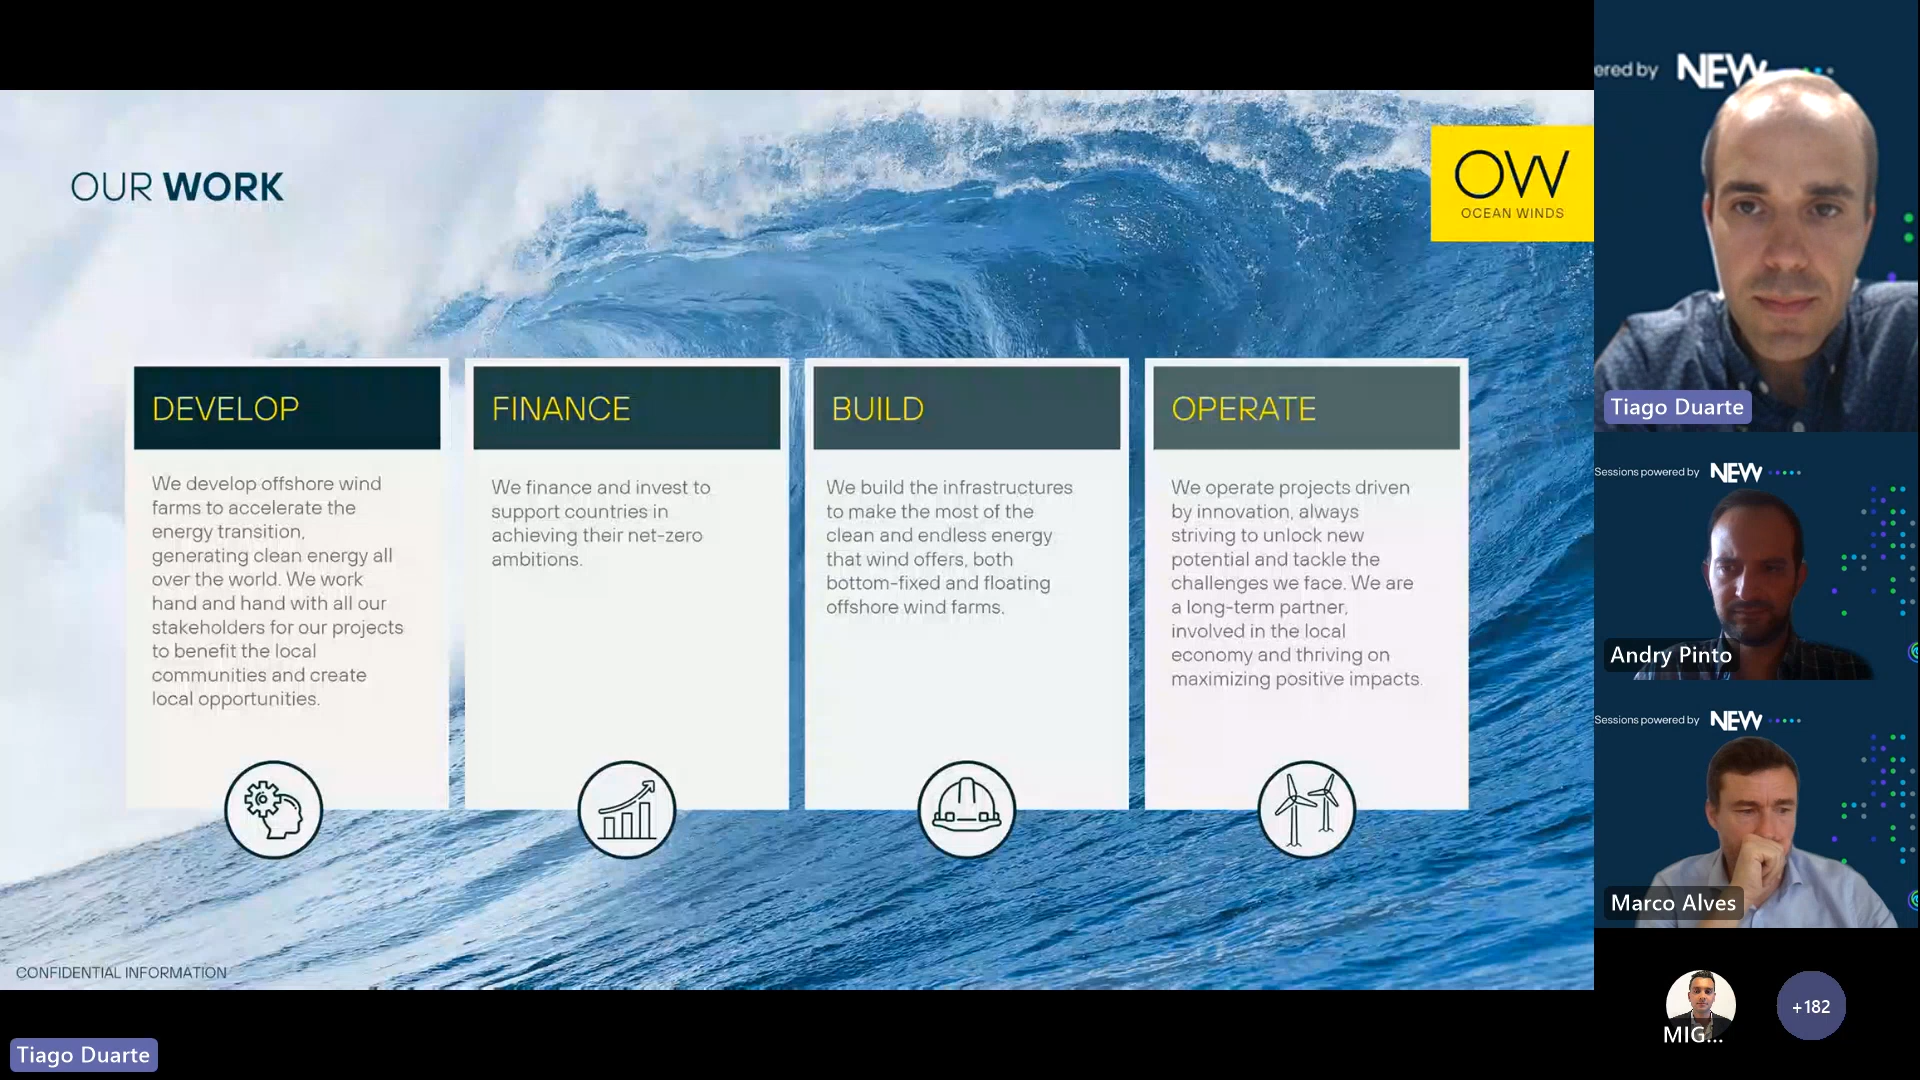 OUR WORK
OW
OCEAN WINDS
DEVELOP
We develop offshore wind
farms to accelerate the
energy transition,
generating clean energy all
over the world. We work
hand and hand with all our
stakeholders for our projects
to benefit the local
communities and create
local opportunities.
FINANCE
We finance and invest to
support countries in
achieving their net-zero
ambitions.
BUILD
We build the infrastructures
to make the most of the
clean and endless energy
that wind offers, both
bottom-fixed and floating
offshore wind farms.
OPERATE
We operate projects driven
by innovation, always
striving to unlock new
potential and tackle the
challenges we face. We are
a long-term partner,
involved in the local
economy and thriving on
maximizing positive impacts.
CONFIDENTIAL INFORMATION
Tiago Duarte
ered by NEW
Tiago Duarte
Sessions powered by NEW
Andry Pinto
Sessions powered by NEW
Marco Alves
MIG...
+182